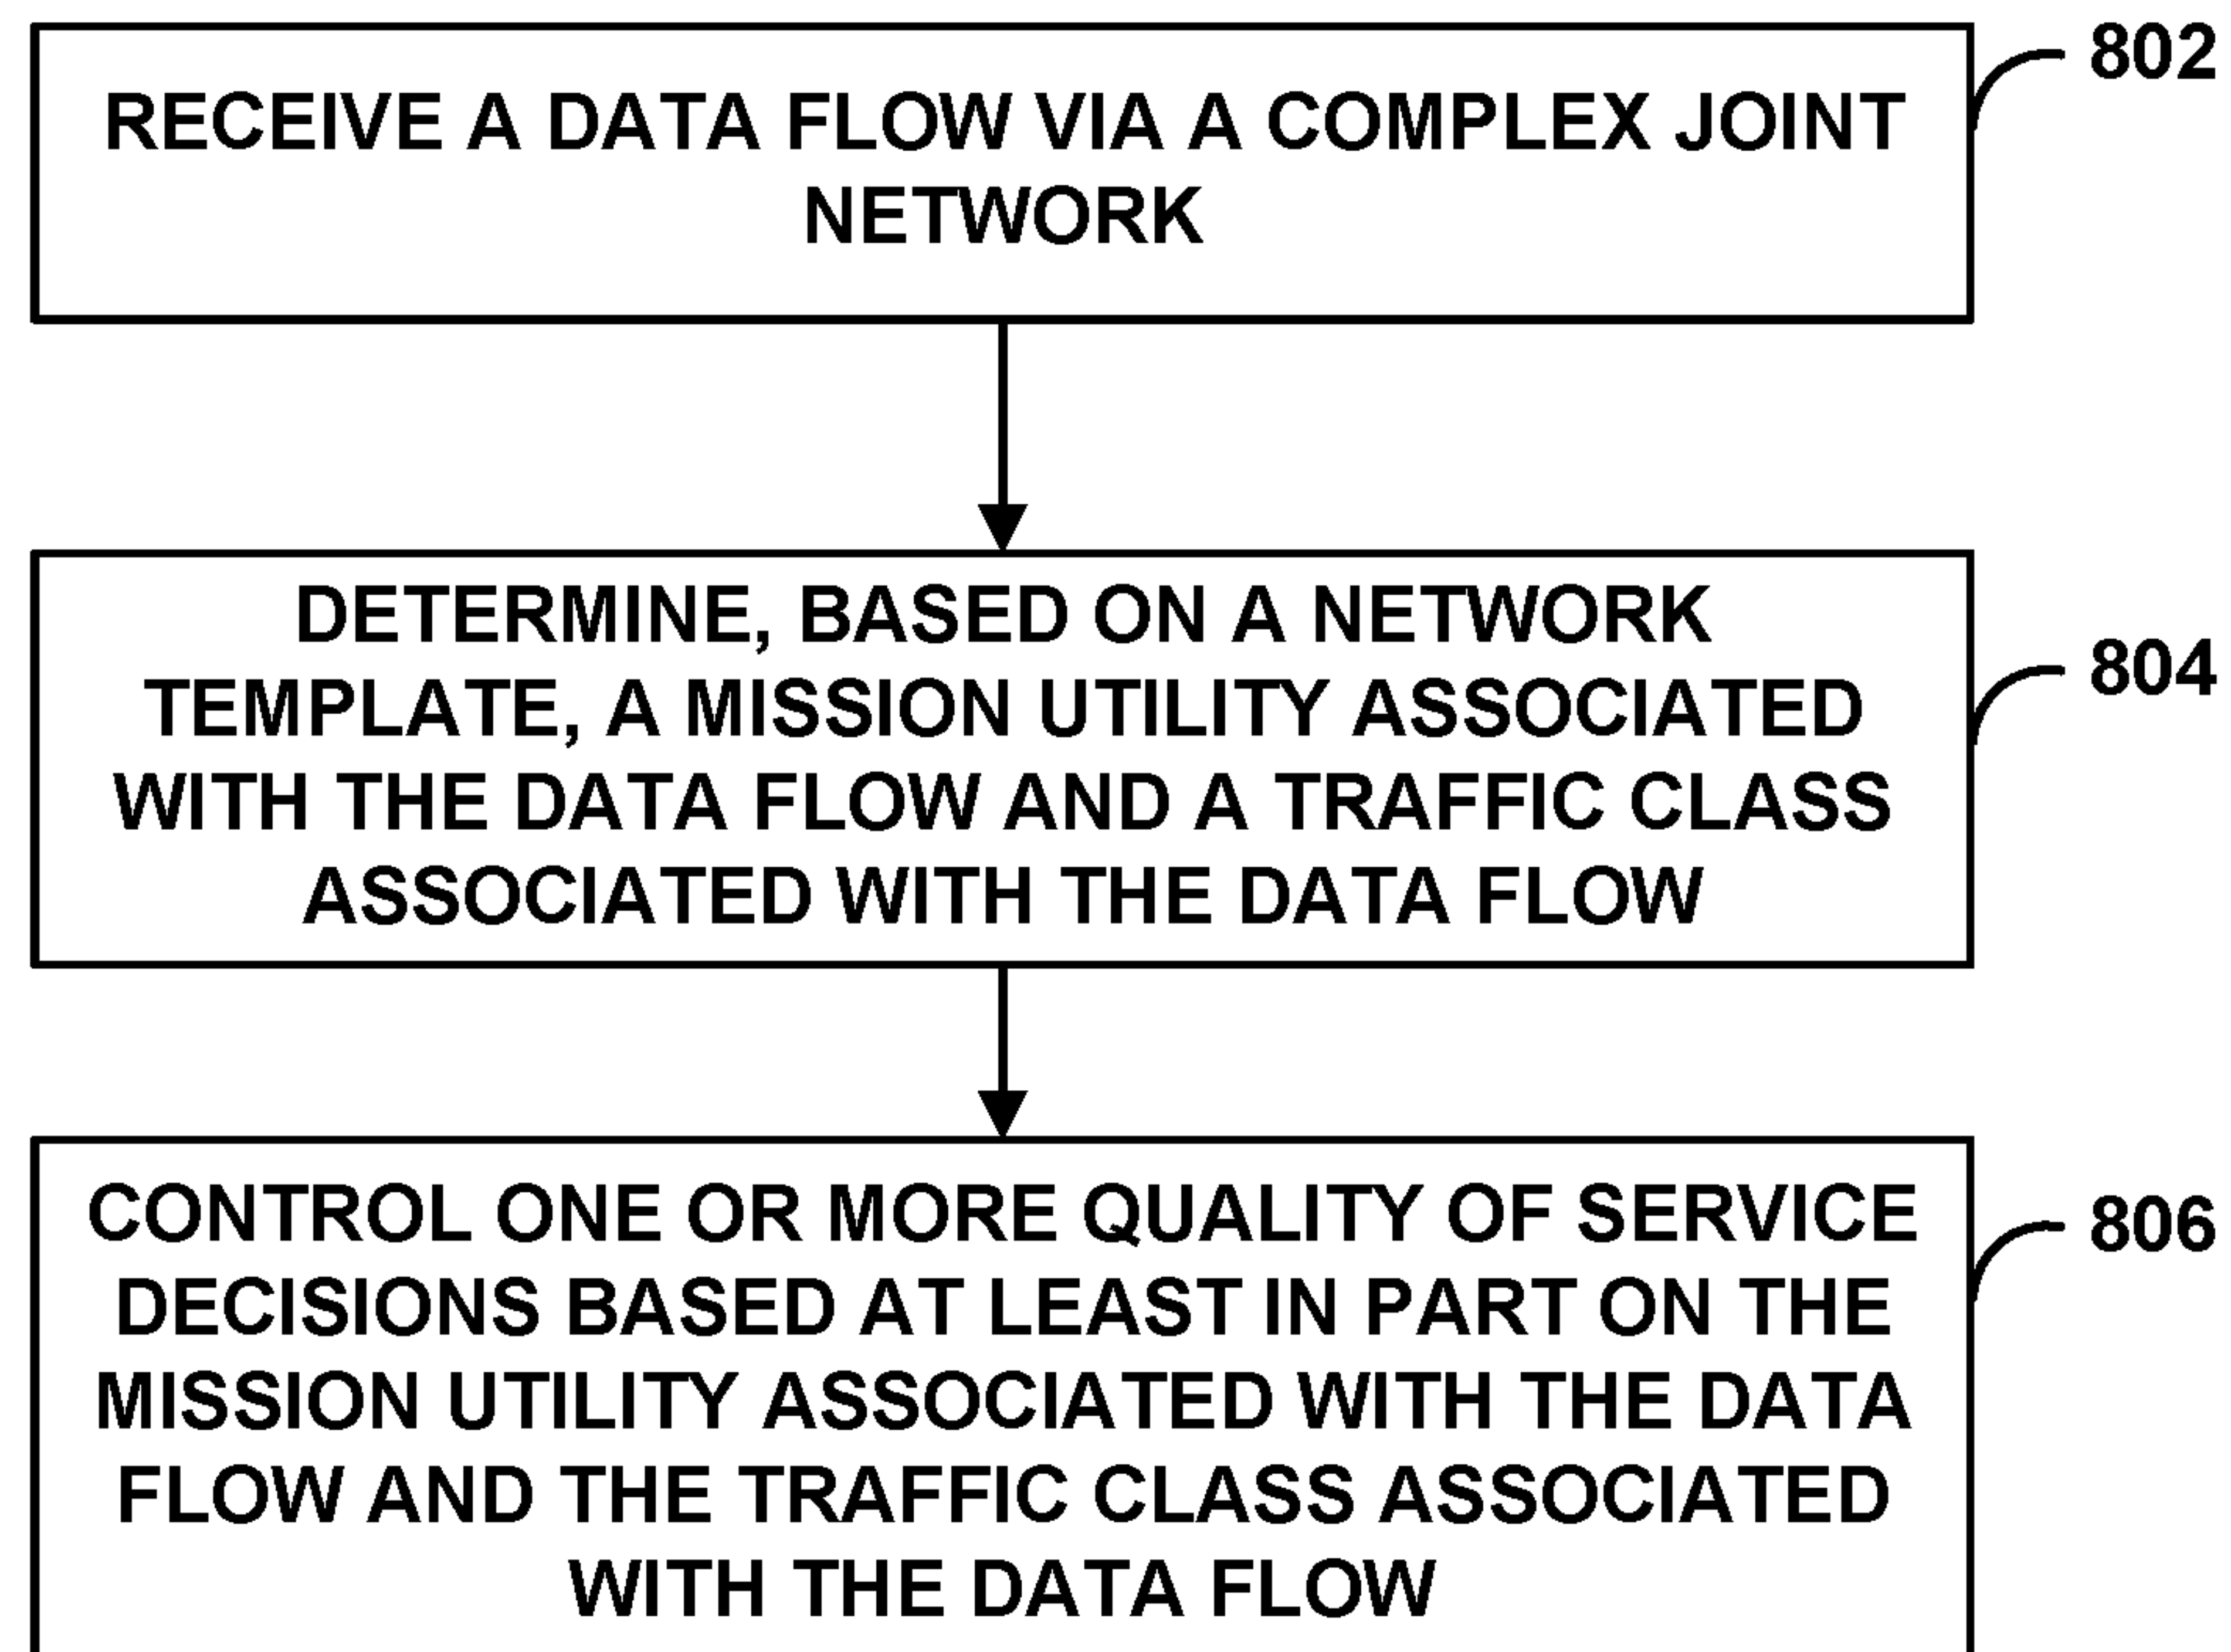 802
RECEIVE A DATA FLOW VIA A COMPLEX JOINT
NETWORK
804
DETERMINE, BASED ON A NETWORK
TEMPLATE, A MISSION UTILITY ASSOCIATED
WITH THE DATA FLOW AND A TRAFFIC CLASS
ASSOCIATED WITH THE DATA FLOW
806
CONTROL ONE OR MORE QUALITY OF SERVICE
DECISIONS BASED AT LEAST IN PART ON THE
MISSION UTILITY ASSOCIATED WITH THE DATA
FLOW AND THE TRAFFIC CLASS ASSOCIATED
WITH THE DATA FLOW